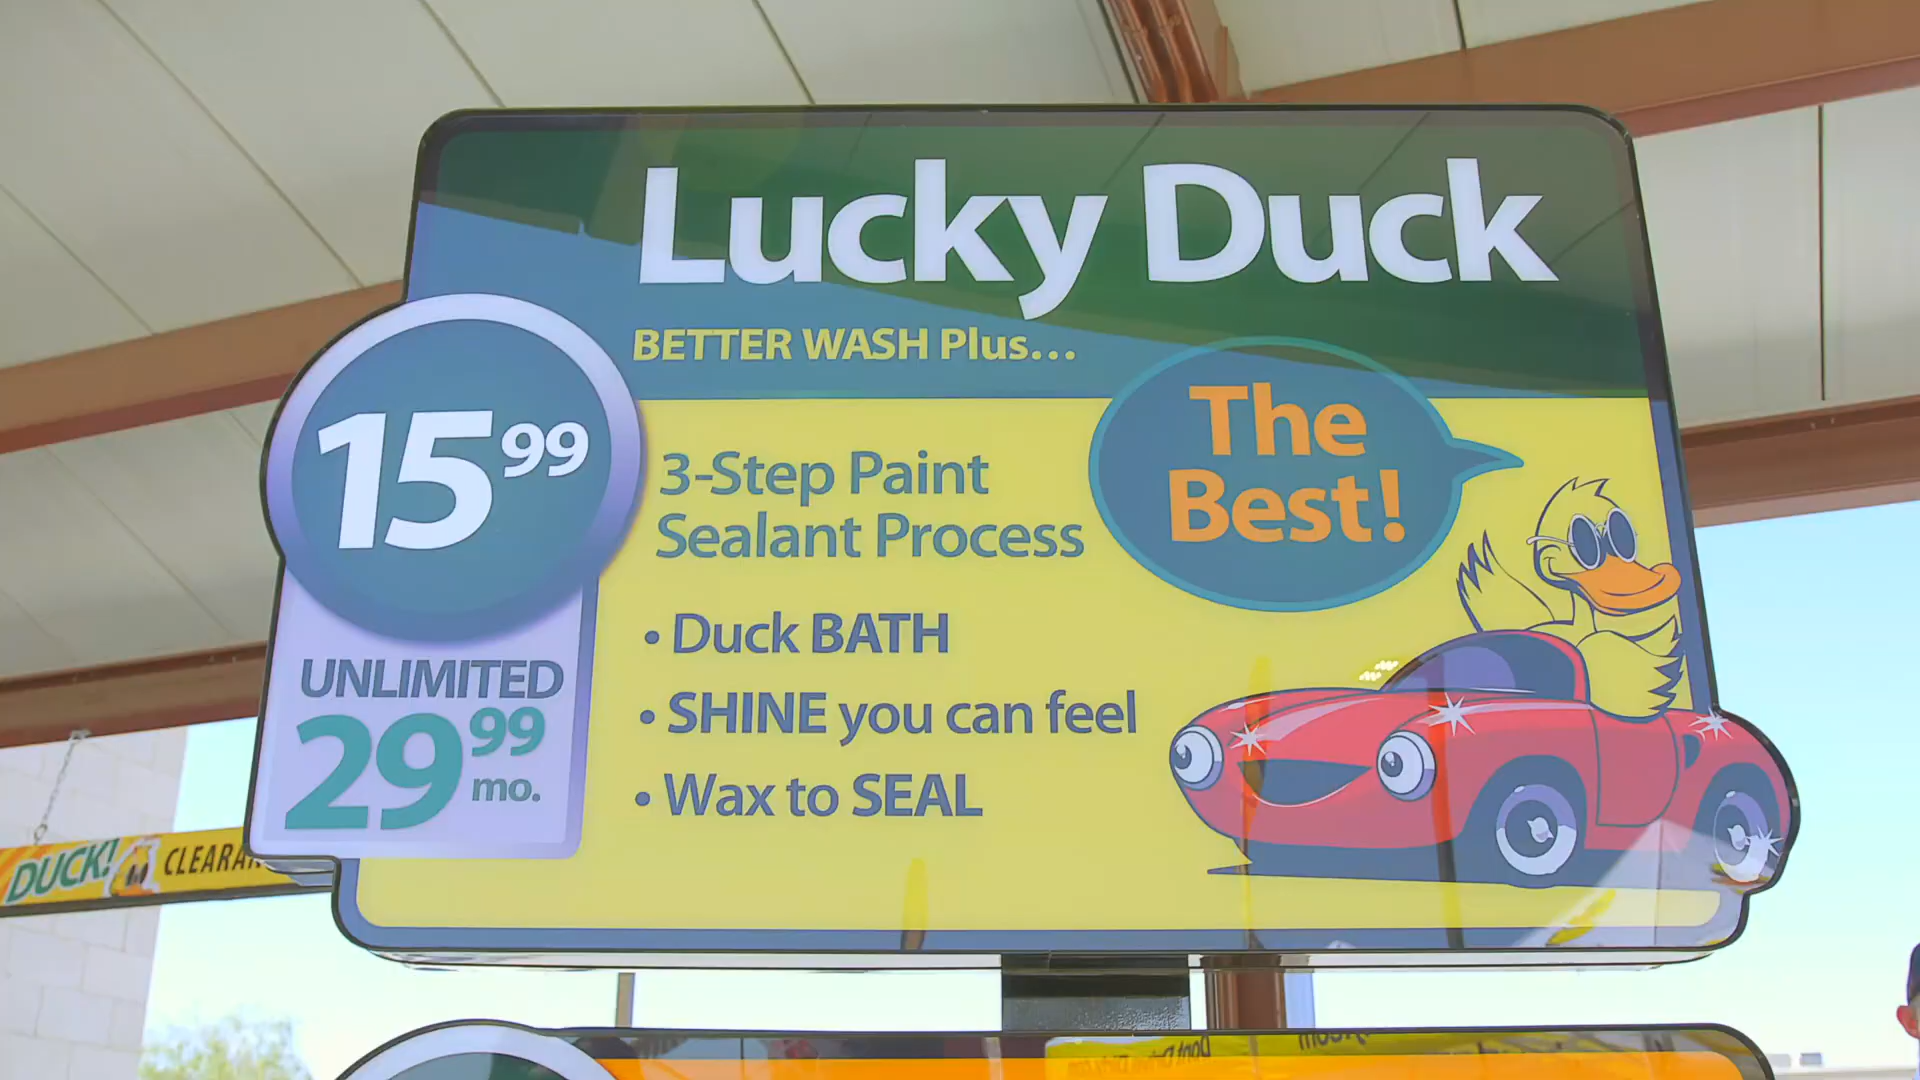 Lucky Duck
BETTER WASH Plus...
The
Best!
15 99
3-Step Paint
Sealant Process
• Duck BATH
• SHINE you can feel
• Wax to SEAL
UNLIMITED
29 99
mo.
DUCK! CLEARAN